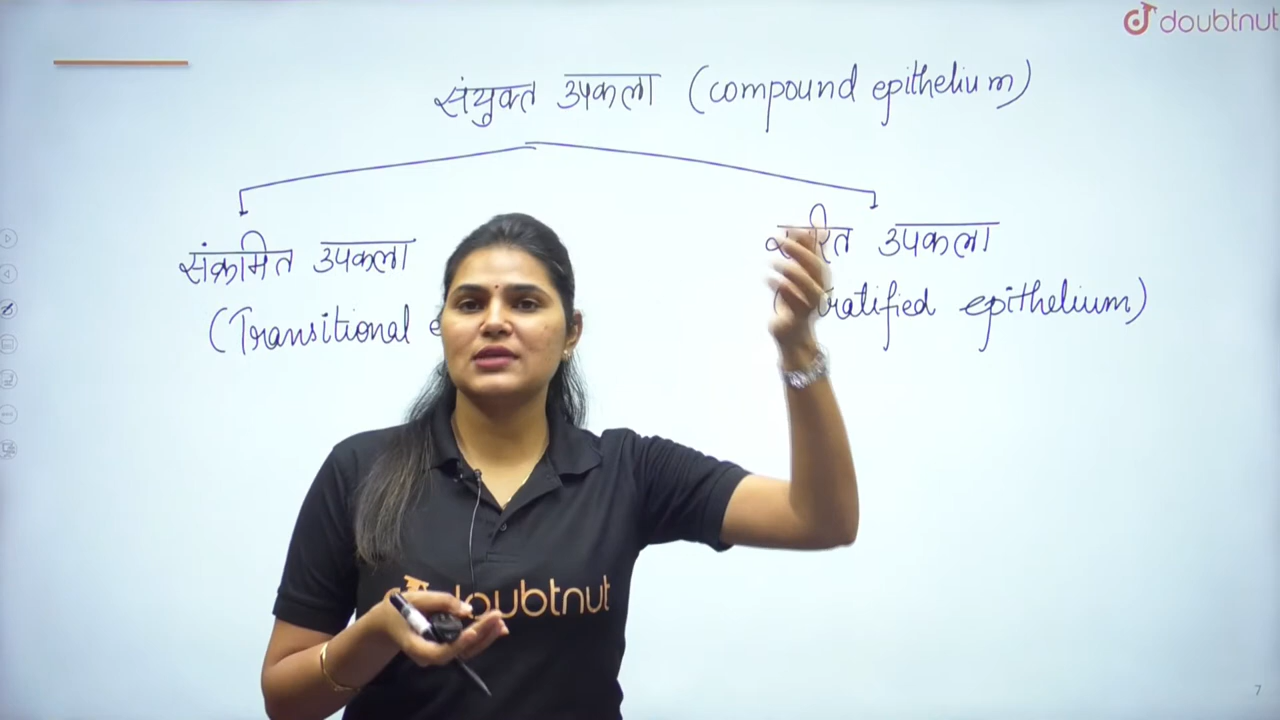 doubtnut
संयुक्त उपकला (compound epithelium)
संक्रमित उपकला
उपकला
(Transitional
epithelium)
doubtnut
7